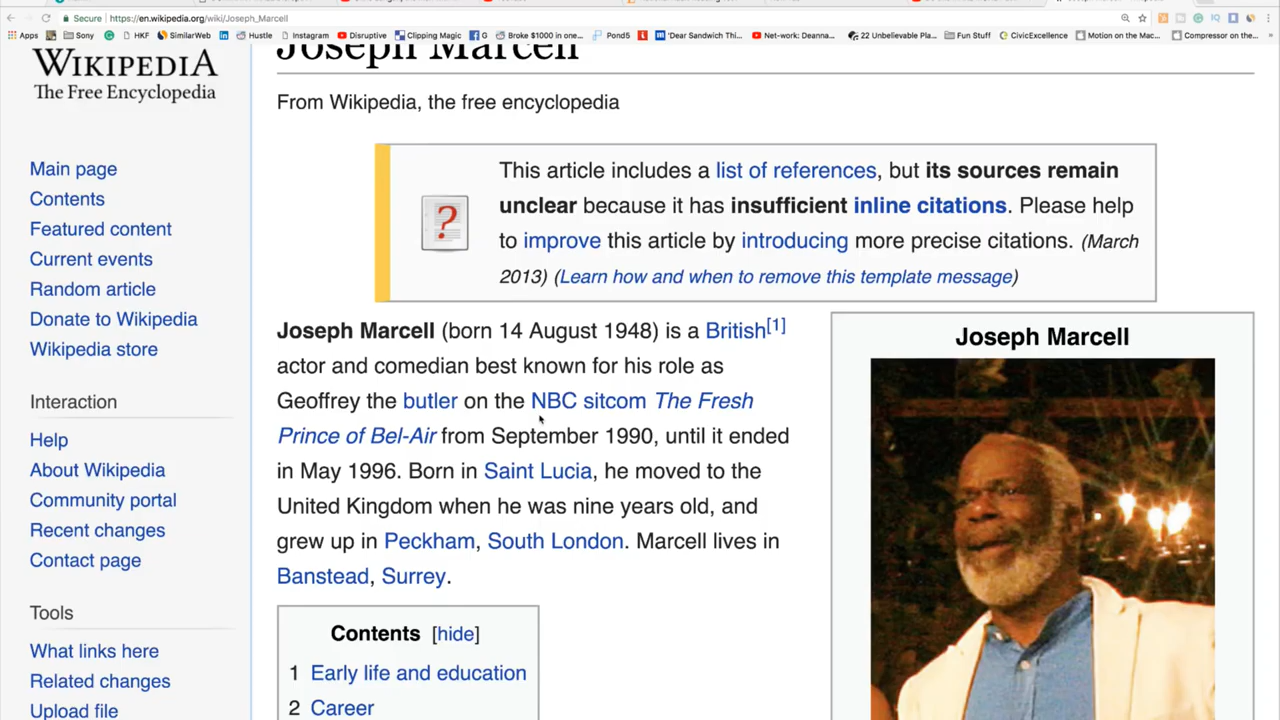 Secure
https://en.wikipedia.org/wiki/Joseph_Marcell
Apps
Sony
HKF
SimilarWeb
Hustle
Instagram
Disruptive
Clipping Magic
G
Broke $1000 in one...
Pond5
'Dear Sandwich Thi...
Net-work: Deanna...
22 Unbelievable Pla...
Fun Stuff
CivicExcellence
Motion on the Mac...
Compressor on the...
WIKIPEDIA
The Free Encyclopedia
Main page
Contents
Featured content
Current events
Random article
Donate to Wikipedia
Wikipedia store
Interaction
Help
About Wikipedia
Community portal
Recent changes
Contact page
Tools
What links here
Related changes
Upload file
Joseph Marcell
From Wikipedia, the free encyclopedia
This article includes a list of references, but its sources remain
unclear because it has insufficient inline citations. Please help
to improve this article by introducing more precise citations. (March
2013) (Learn how and when to remove this template message)
Joseph Marcell (born 14 August 1948) is a British[1]
actor and comedian best known for his role as
Geoffrey the butler on the NBC sitcom The Fresh
Prince of Bel-Air from September 1990, until it ended
in May 1996. Born in Saint Lucia, he moved to the
United Kingdom when he was nine years old, and
grew up in Peckham, South London. Marcell lives in
Banstead, Surrey.
Contents [hide]
1 Early life and education
2 Career
Joseph Marcell